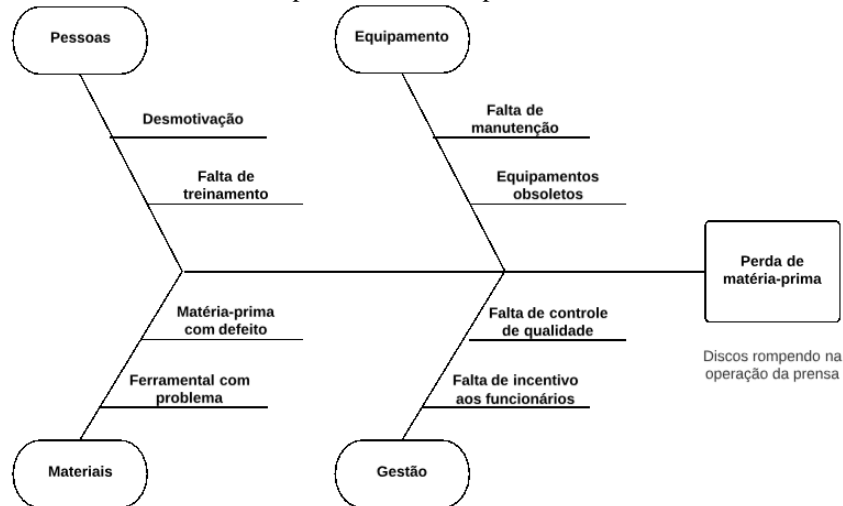 Pessoas
Equipamento
Desmotivação
Falta de
treinamento
Falta de
manutenção
Equipamentos
obsoletos
Perda de
matéria-prima
Discos rompendo na
operação da prensa
Matéria-prima
com defeito
Ferramental com
problema
Falta de controle
de qualidade
Falta de incentivo
aos funcionários
Materiais
Gestão